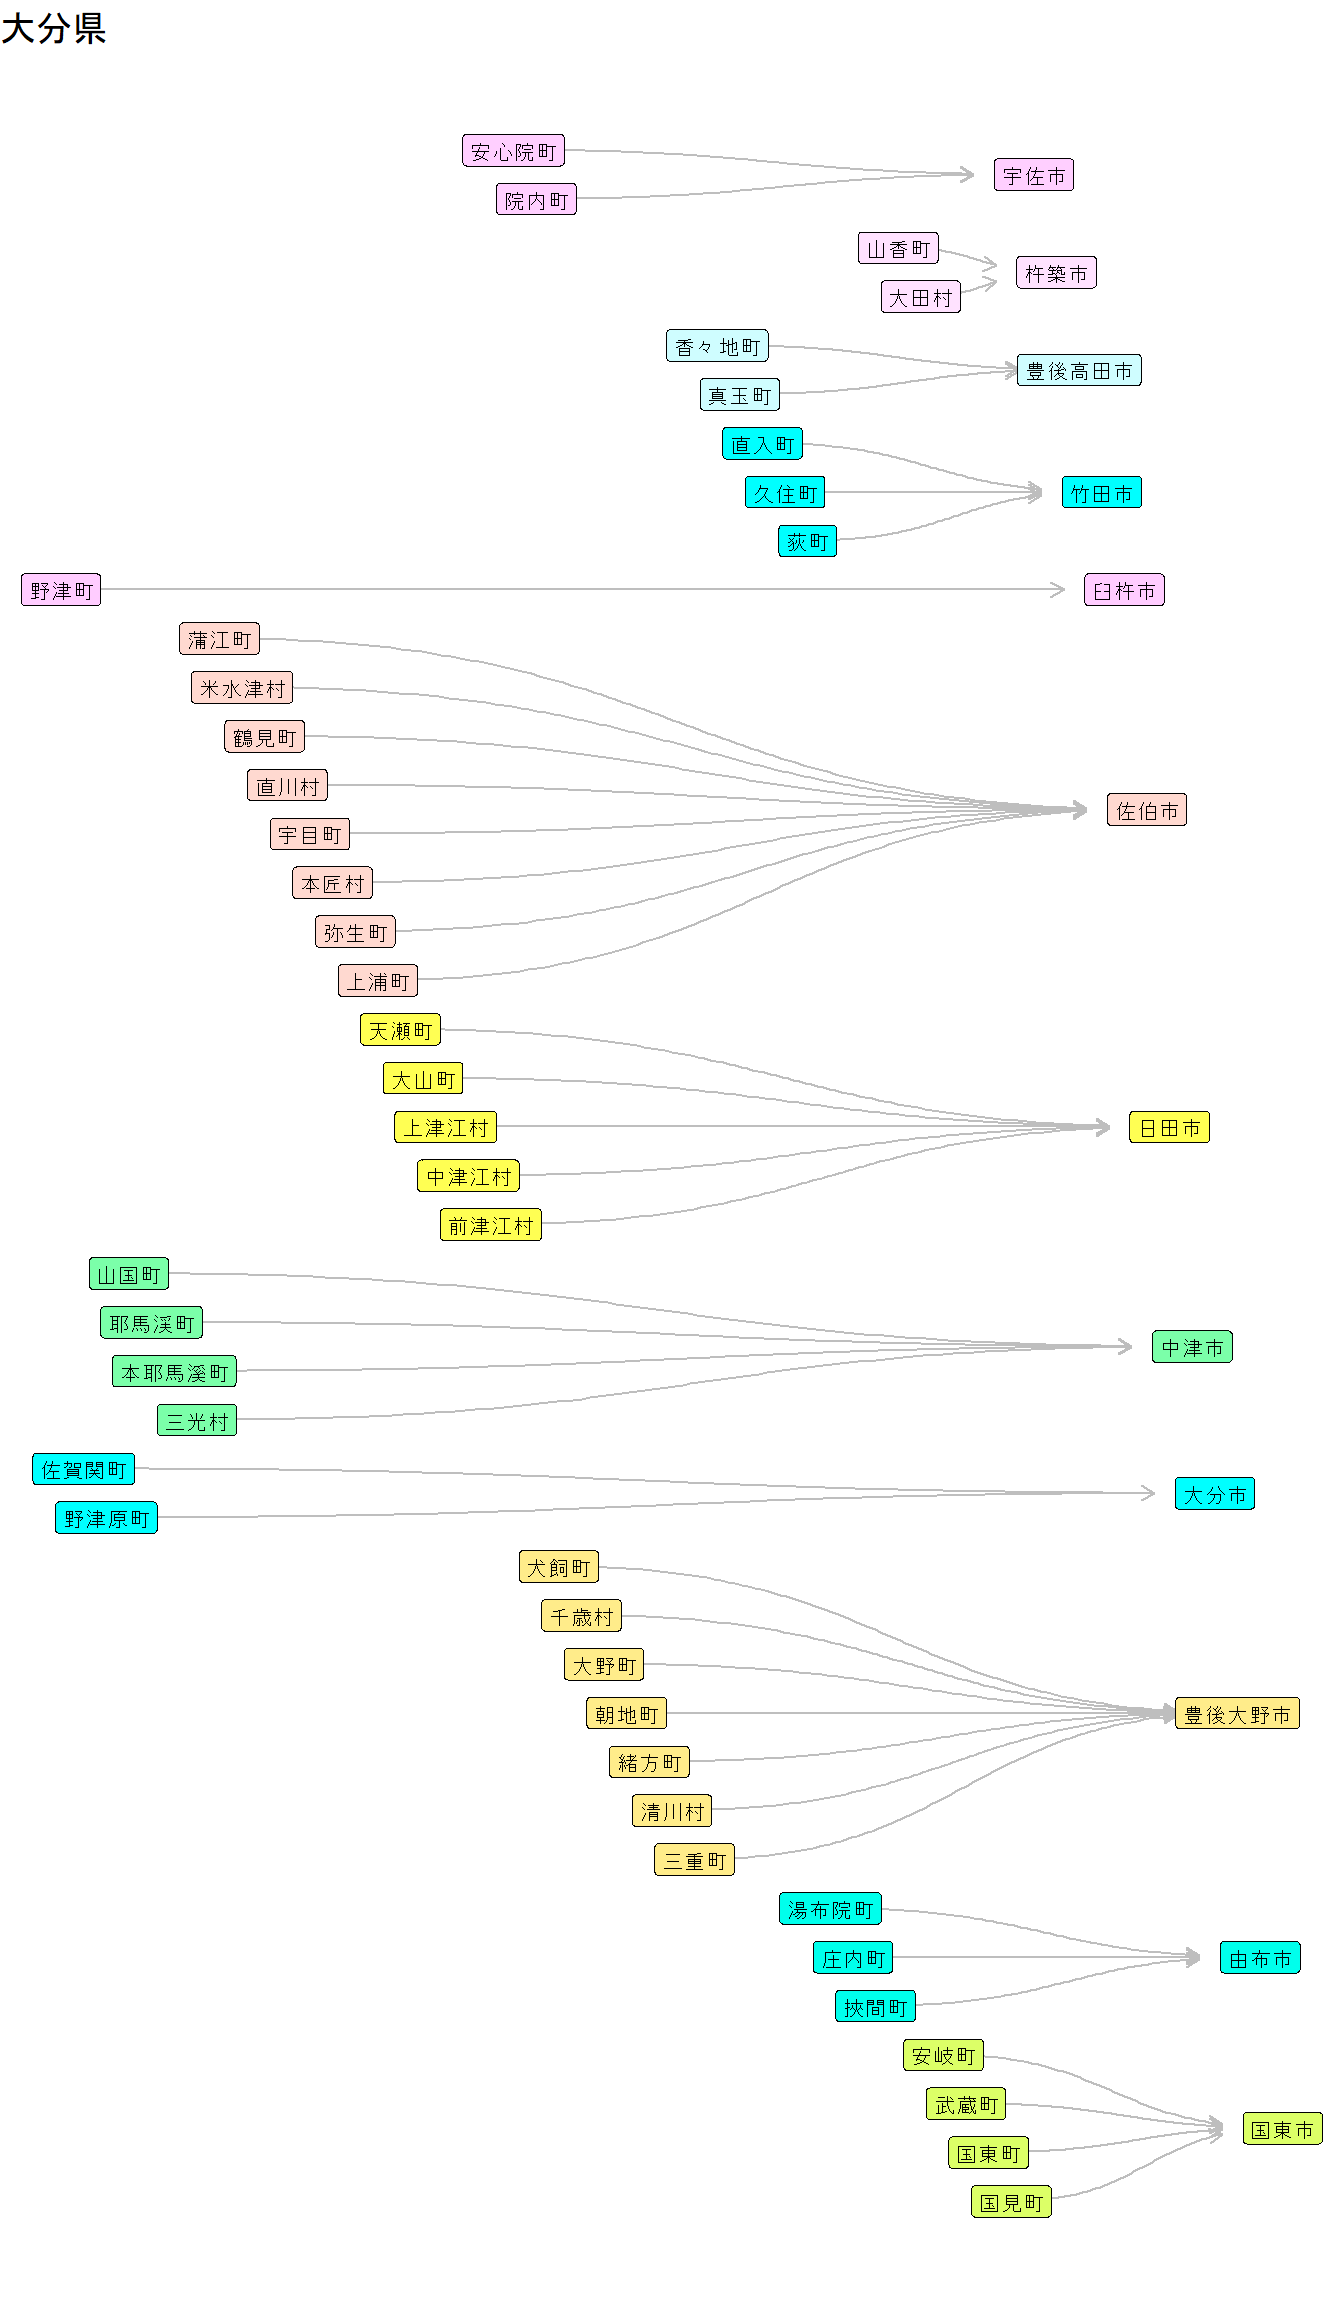 大分県
安心院町
宇佐市
院内町
山香町
杵築市
大田村
香々地町
豊後高田市
真玉町
直入町
久住町
竹田市
荻町
野津町
臼杵市
蒲江町
米水津村
鶴見町
直川村
佐伯市
宇目町
本匠村
弥生町
上浦町
天瀬町
大山町
上津江村
日田市
中津江村
前津江村
山国町
耶馬渓町
中津市
本耶馬渓町
三光村
佐賀関町
大分市
野津原町
犬飼町
千歳村
大野町
朝地町
豊後大野市
緒方町
清川村
三重町
湯布院町
庄内町
由布市
挾間町
安岐町
武蔵町
国東市
国東町
国見町